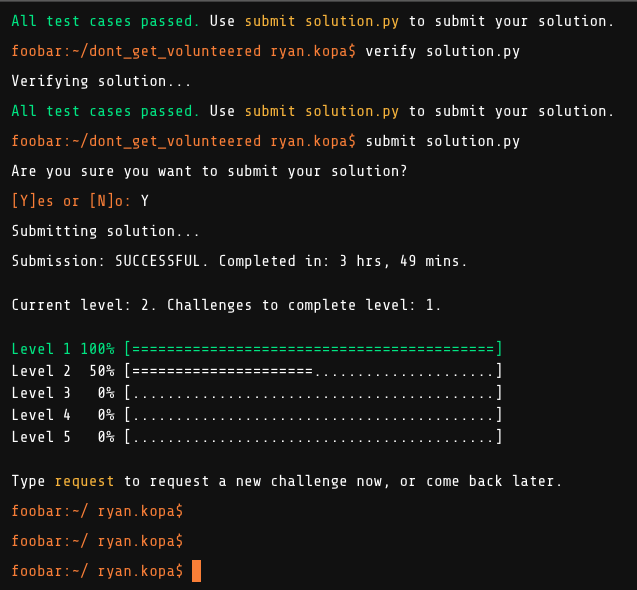 All test cases passed. Use submit solution.py to submit your solution.
foobar:~/dont_get_volunteered ryan.kopa$ verify solution.py
Verifying solution...
All test cases passed. Use submit solution.py to submit your solution.
foobar:~/dont_get_volunteered ryan.kopa$ submit solution.py
Are you sure you want to submit your solution?
[Y]es or [N]o: Y
Submitting solution...
Submission: SUCCESSFUL. Completed in: 3 hrs, 49 mins.
Current level: 2. Challenges to complete level: 1.
Level 1 100% [==========================================]
Level 2  50% [=====================.....................]
Level 3   0% [..........................................]
Level 4   0% [..........................................]
Level 5   0% [..........................................]
Type request to request a new challenge now, or come back later.
foobar:~/ ryan.kopa$
foobar:~/ ryan.kopa$
foobar:~/ ryan.kopa$